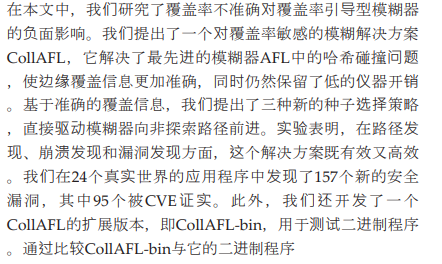 在本文中，我们研究了覆盖率不准确对覆盖率引导型模糊器
的负面影响。我们提出了一个对覆盖率敏感的模糊解决方案
CollAFL，它解决了最先进的模糊器AFL中的哈希碰撞问题
，使边缘覆盖信息更加准确，同时仍然保留了低的仪器开销
。基于准确的覆盖信息，我们提出了三种新的种子选择策略
，直接驱动模糊器向非探索路径前进。实验表明，在路径发
现、崩溃发现和漏洞发现方面，这个解决方案既有效又高效
。我们在24个真实世界的应用程序中发现了157个新的安全
漏洞，其中95个被CVE证实。此外，我们还开发了一个
CollAFL的扩展版本，即CollAFL-bin，用于测试二进制程序
。通过比较CollAFL-bin与它的二进制程序